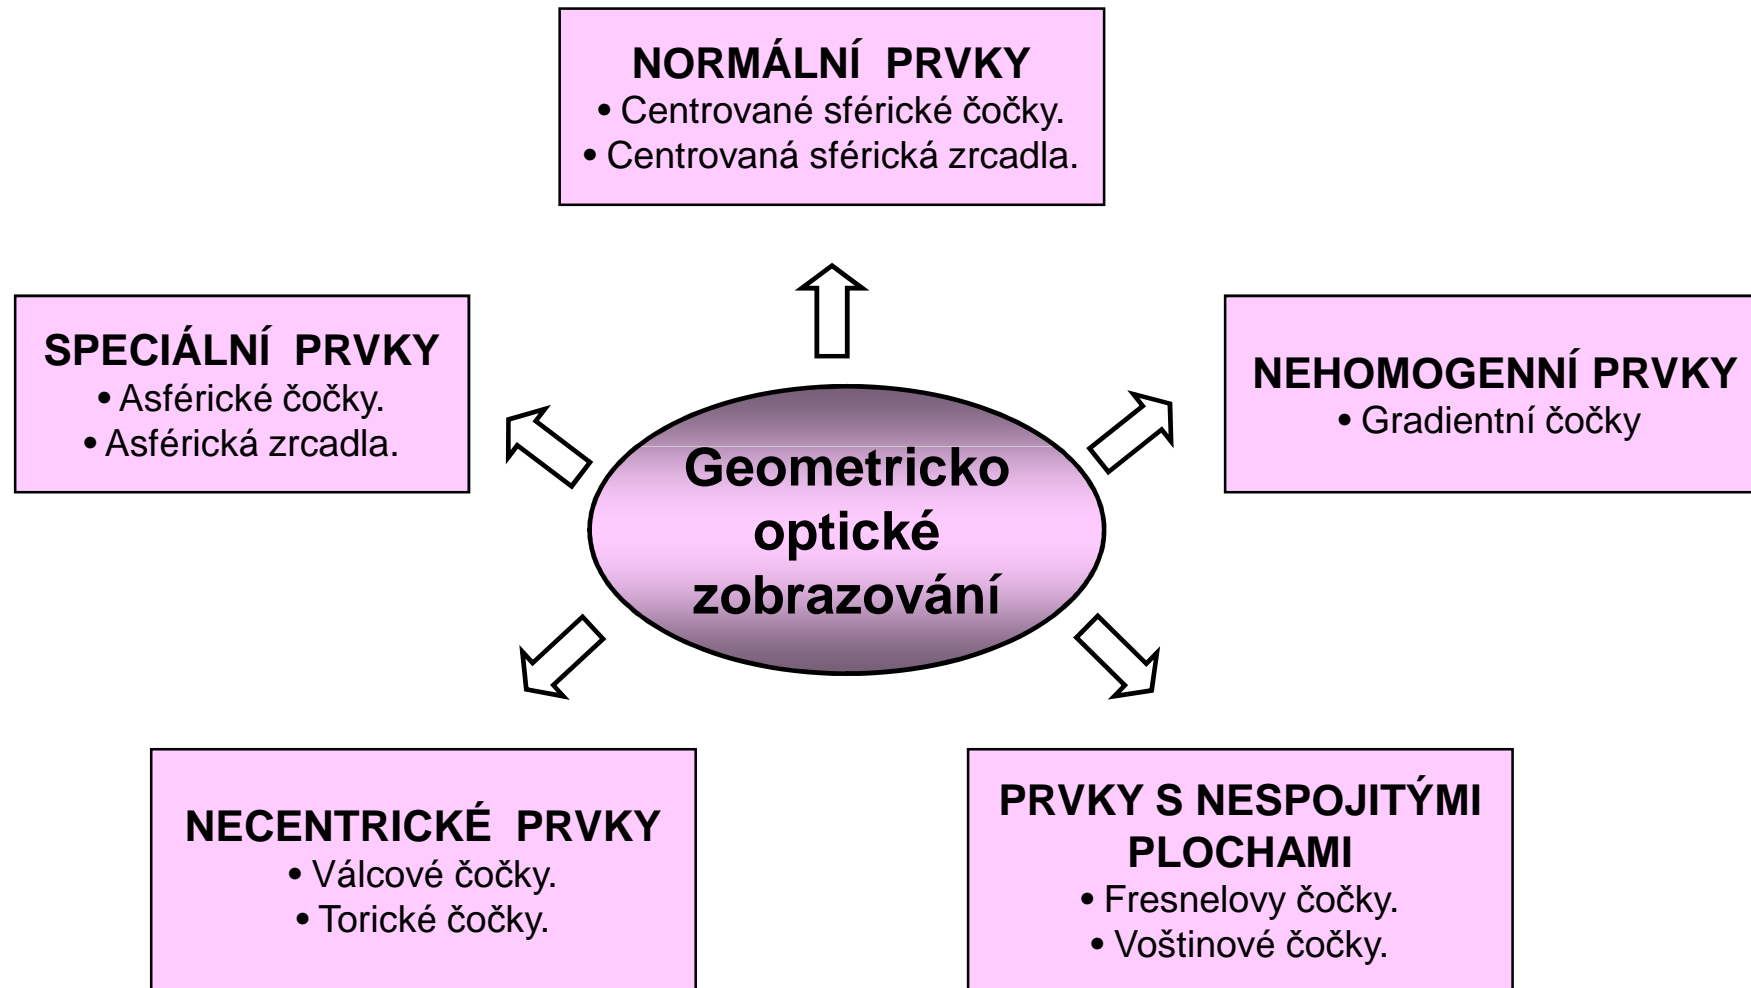 NORMÁLNÍ PRVKY
• Centrované sférické čočky.
• Centrovaná sférická zrcadla.
SPECIÁLNÍ PRVKY
• Asférické čočky.
• Asférická zrcadla.
NEHOMOGENNÍ PRVKY
• Gradientní čočky
Geometricko
optické
zobrazování
NECENTRICKÉ PRVKY
• Válcové čočky.
• Torické čočky.
PRVKY S NESPOJITÝMI
PLOCHAMI
• Fresnelovy čočky.
• Voštinové čočky.